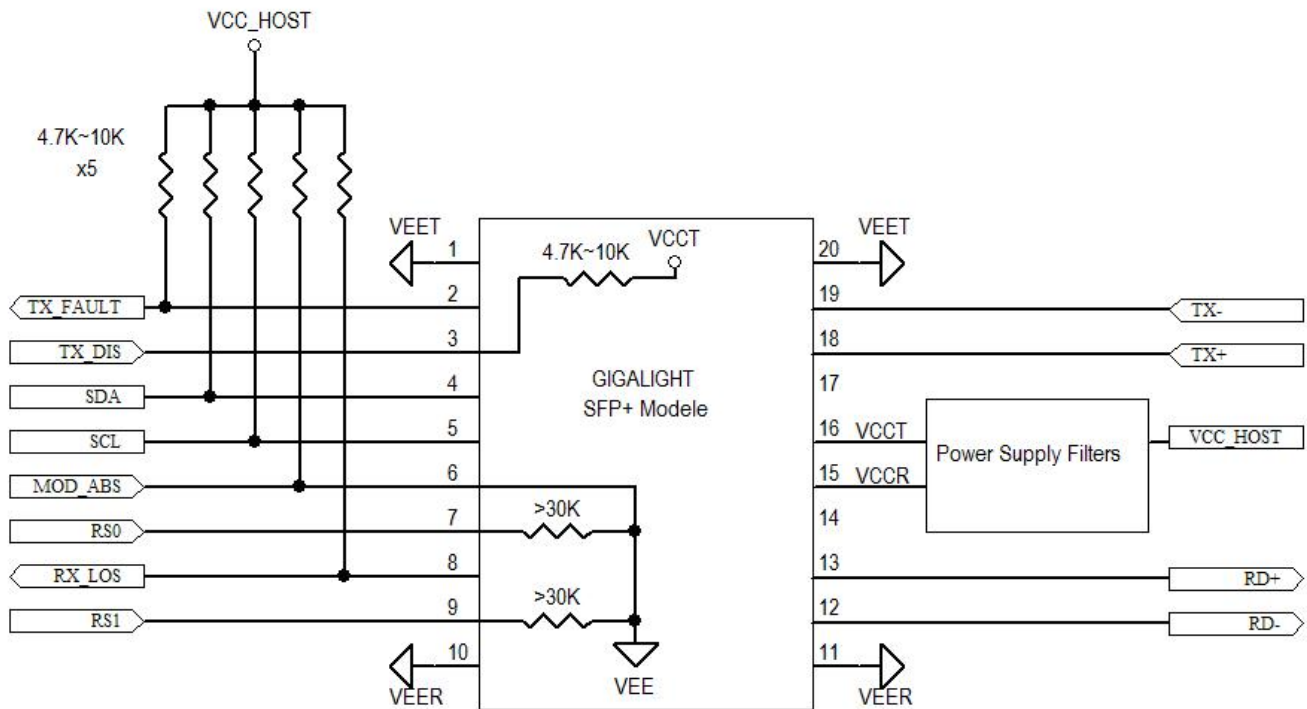 VCC_HOST
4.7K~10K
x5
VEET
1
2
3
4
5
6
7
8
9
10
VEER
TX_FAULT
TX_DIS
SDA
SCL
MOD_ABS
RS0
RX_LOS
RS1
4.7K~10K
VCCT
GIGALIGHT
SFP+ Modele
>30K
>30K
VEE
20
19
18
17
16
15
14
13
12
11
VEET
VEER
VCCT
VCCR
Power Supply Filters
TX-
TX+
VCC_HOST
RD+
RD-